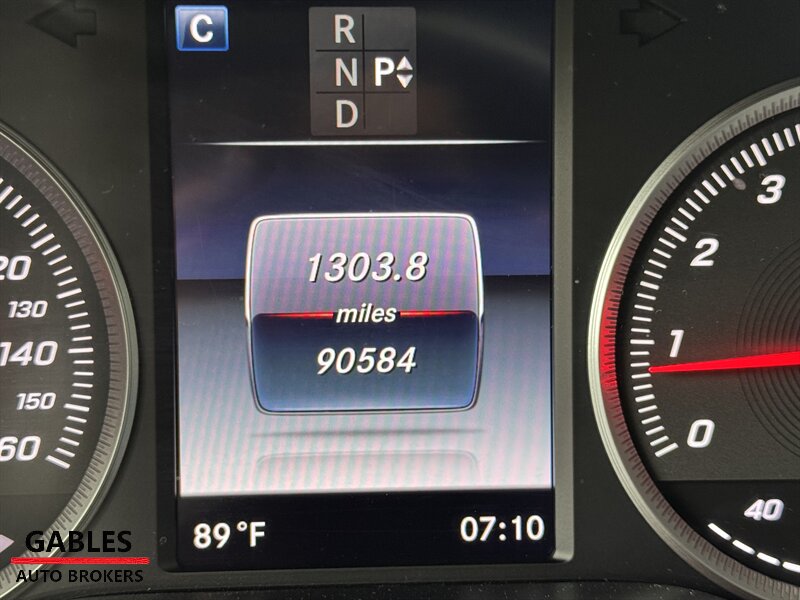 C
R
N P
D
1303.8
miles
90584
89 °F
07:10
20
130
140
150
60
3
2
1
0
40
GABLES
AUTO BROKERS